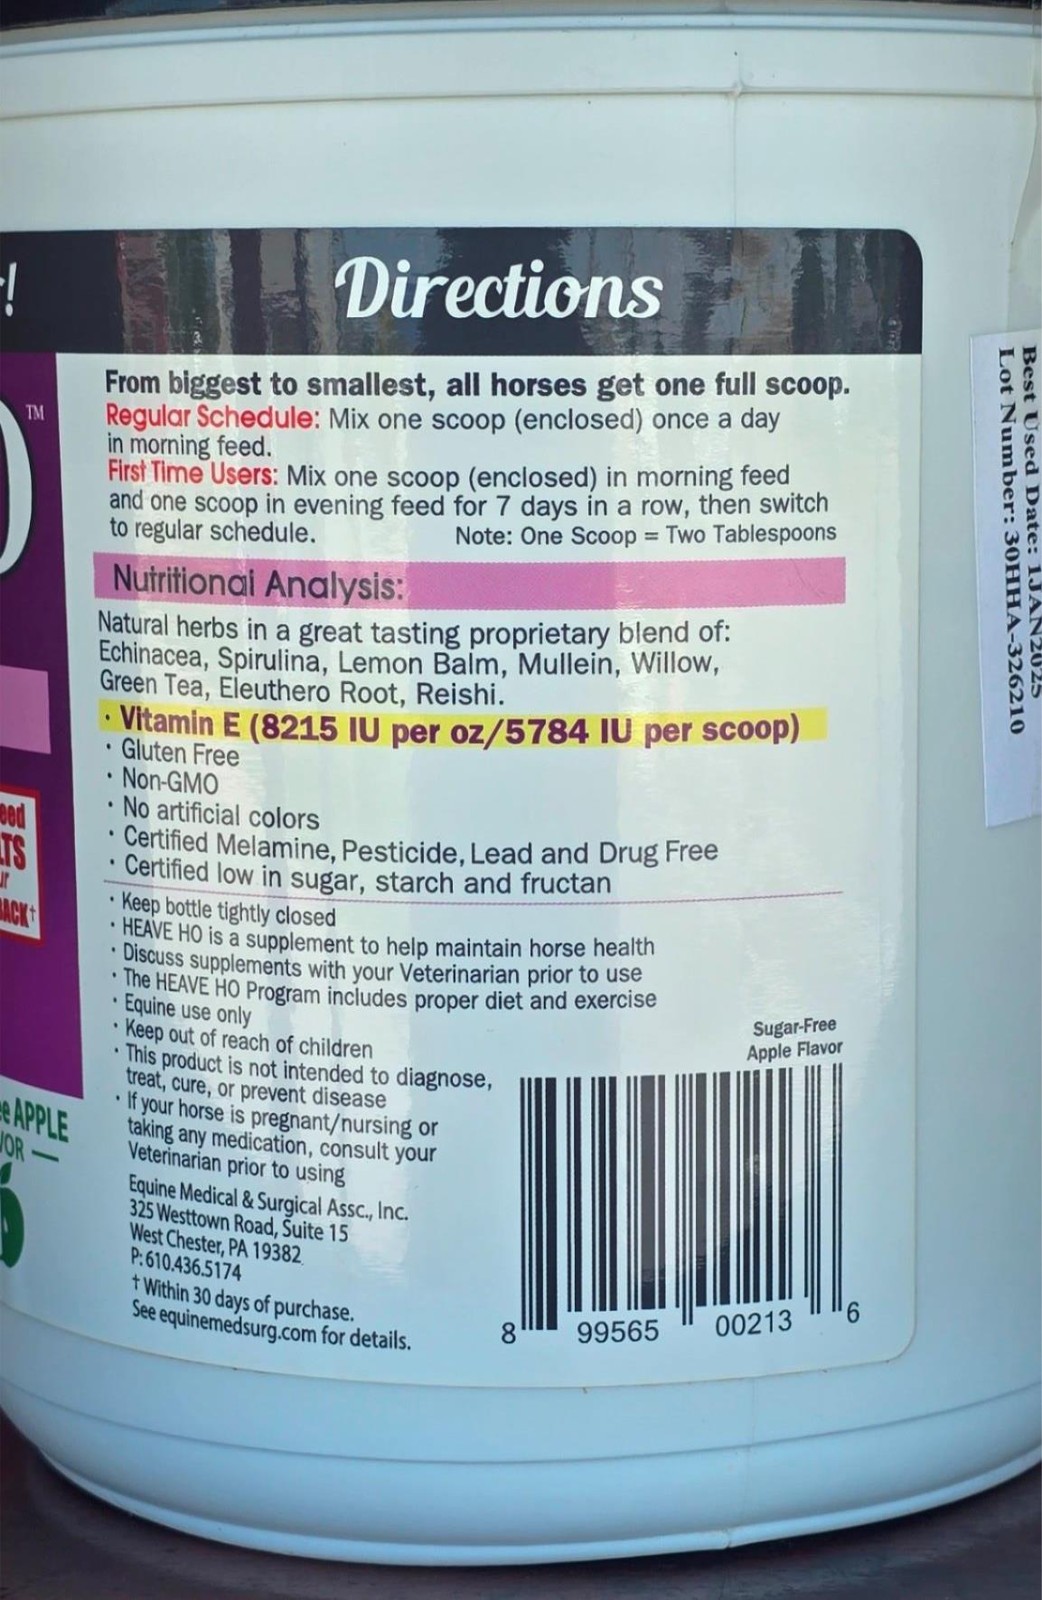 !
Directions
From biggest to smallest, all horses get one full scoop.
Regular Schedule: Mix one scoop (enclosed) once a day
in morning feed.
First Time Users: Mix one scoop (enclosed) in morning feed
and one scoop in evening feed for 7 days in a row, then switch
to regular schedule. Note: One Scoop = Two Tablespoons
Nutritional Analysis:
Natural herbs in a great tasting proprietary blend of:
Echinacea, Spirulina, Lemon Balm, Mullein, Willow,
Green Tea, Eleuthero Root, Reishi.
· Vitamin E (8215 IU per oz/5784 IU per scoop)
· Gluten Free
· Non-GMO
· No artificial colors
· Certified Melamine, Pesticide, Lead and Drug Free
· Certified low in sugar, starch and fructan
· Keep bottle tightly closed
· HEAVE HO is a supplement to help maintain horse health
· Discuss supplements with your Veterinarian prior to use
· The HEAVE HO Program includes proper diet and exercise
· Equine use only
· Keep out of reach of children
· This product is not intended to diagnose,
treat, cure, or prevent disease
· If your horse is pregnant/nursing or
taking any medication, consult your
Veterinarian prior to using
Equine Medical & Surgical Assc., Inc.
325 Westtown Road, Suite 15
West Chester, PA 19382
P: 610.436.5174
† Within 30 days of purchase.
See equinemedsurg.com for details.
Sugar-Free
Apple Flavor
8 99565 00213 6
Best Used Date: 1JAN2025
Lot Number: 30HHA-326210
TM
APPLE